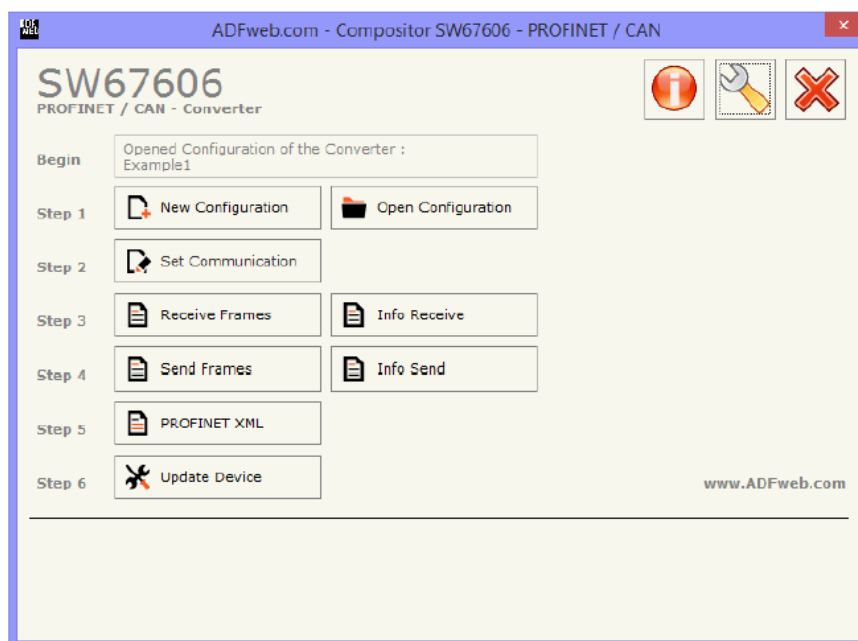 ADFweb.com - Compositor SW67606 - PROFINET / CAN
SW67606
PROFINET / CAN - Converter
Begin
Opened Configuration of the Converter :
Example1
Step 1
New Configuration
Open Configuration
Step 2
Set Communication
Step 3
Receive Frames
Info Receive
Step 4
Send Frames
Info Send
Step 5
PROFINET XML
Step 6
Update Device
www.ADFweb.com